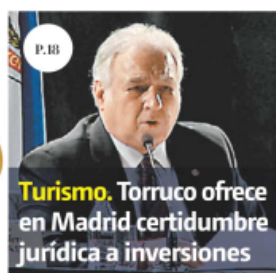 P.18
Turismo. Torruco ofrece
en Madrid certidumbre
jurídica a inversiones